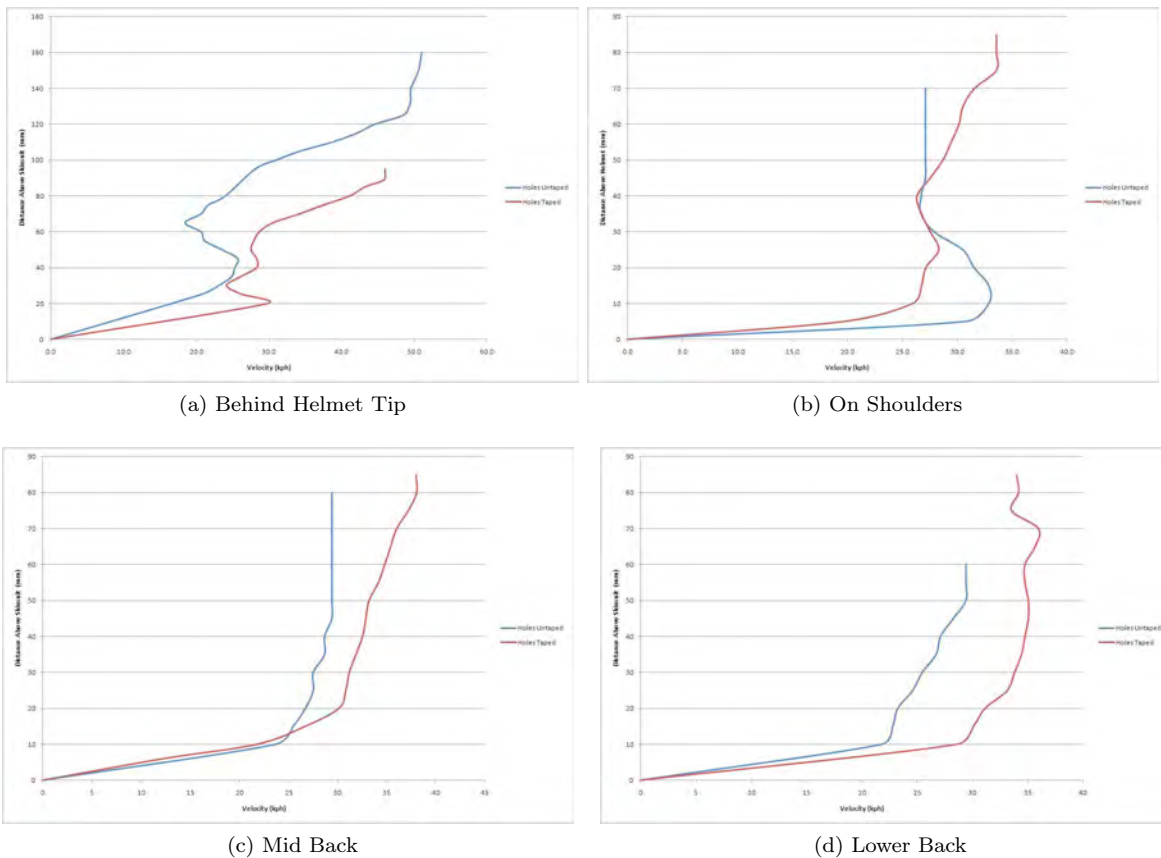 180
160
140
120
100
80
60
40
20
0
Distance Above Skinsuit (mm)
0.0 10.0 20.0 30.0 40.0 50.0 60.0
Velocity (kph)
Holes Untaped
Holes Taped
(a) Behind Helmet Tip
90
80
70
60
50
40
30
20
10
0
Distance Above Helmet (mm)
0.0 5.0 10.0 15.0 20.0 25.0 30.0 35.0 40.0
Velocity (kph)
Holes Untaped
Holes Taped
(b) On Shoulders
90
80
70
60
50
40
30
20
10
0
Distance Above Skinsuit (mm)
0 5 10 15 20 25 30 35 40 45
Velocity (kph)
Holes Untaped
Holes Taped
(c) Mid Back
90
80
70
60
50
40
30
20
10
0
Distance Above Skinsuit (mm)
0 5 10 15 20 25 30 35 40
Velocity (kph)
Holes Untaped
Holes Taped
(d) Lower Back